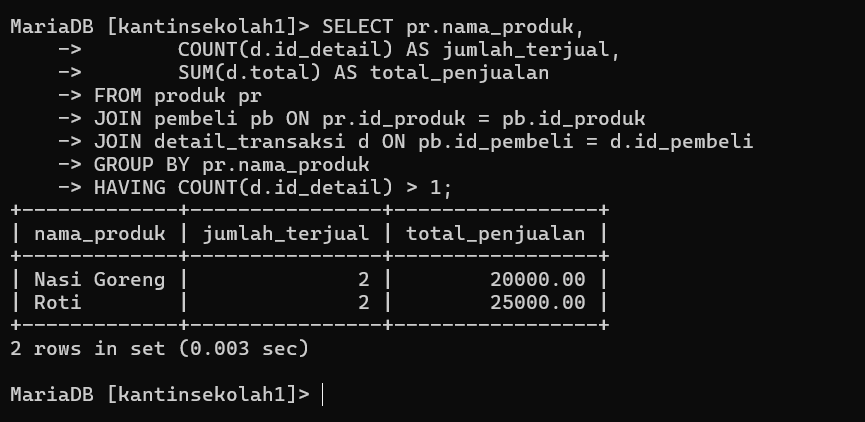 MariaDB [kantinsekolah1]> SELECT pr.nama_produk,
    ->        COUNT(d.id_detail) AS jumlah_terjual,
    ->        SUM(d.total) AS total_penjualan
    -> FROM produk pr
    -> JOIN pembeli pb ON pr.id_produk = pb.id_produk
    -> JOIN detail_transaksi d ON pb.id_pembeli = d.id_pembeli
    -> GROUP BY pr.nama_produk
    -> HAVING COUNT(d.id_detail) > 1;
+-------------+----------------+-----------------+
| nama_produk | jumlah_terjual | total_penjualan |
+-------------+----------------+-----------------+
| Nasi Goreng |              2 |        20000.00 |
| Roti        |              2 |        25000.00 |
+-------------+----------------+-----------------+
2 rows in set (0.003 sec)

MariaDB [kantinsekolah1]>